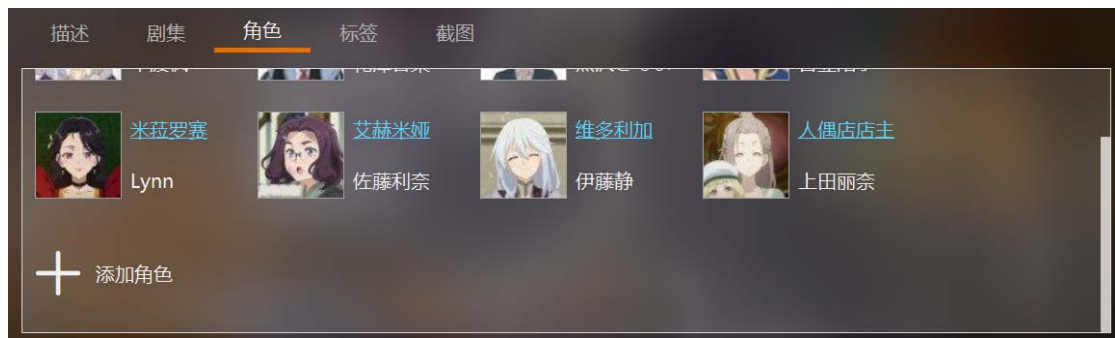 描述 剧集 角色 标签 截图
米菈罗赛 艾赫米娅 维多利加 人偶店店主
Lynn 佐藤利奈 伊藤静 上田丽奈
添加角色